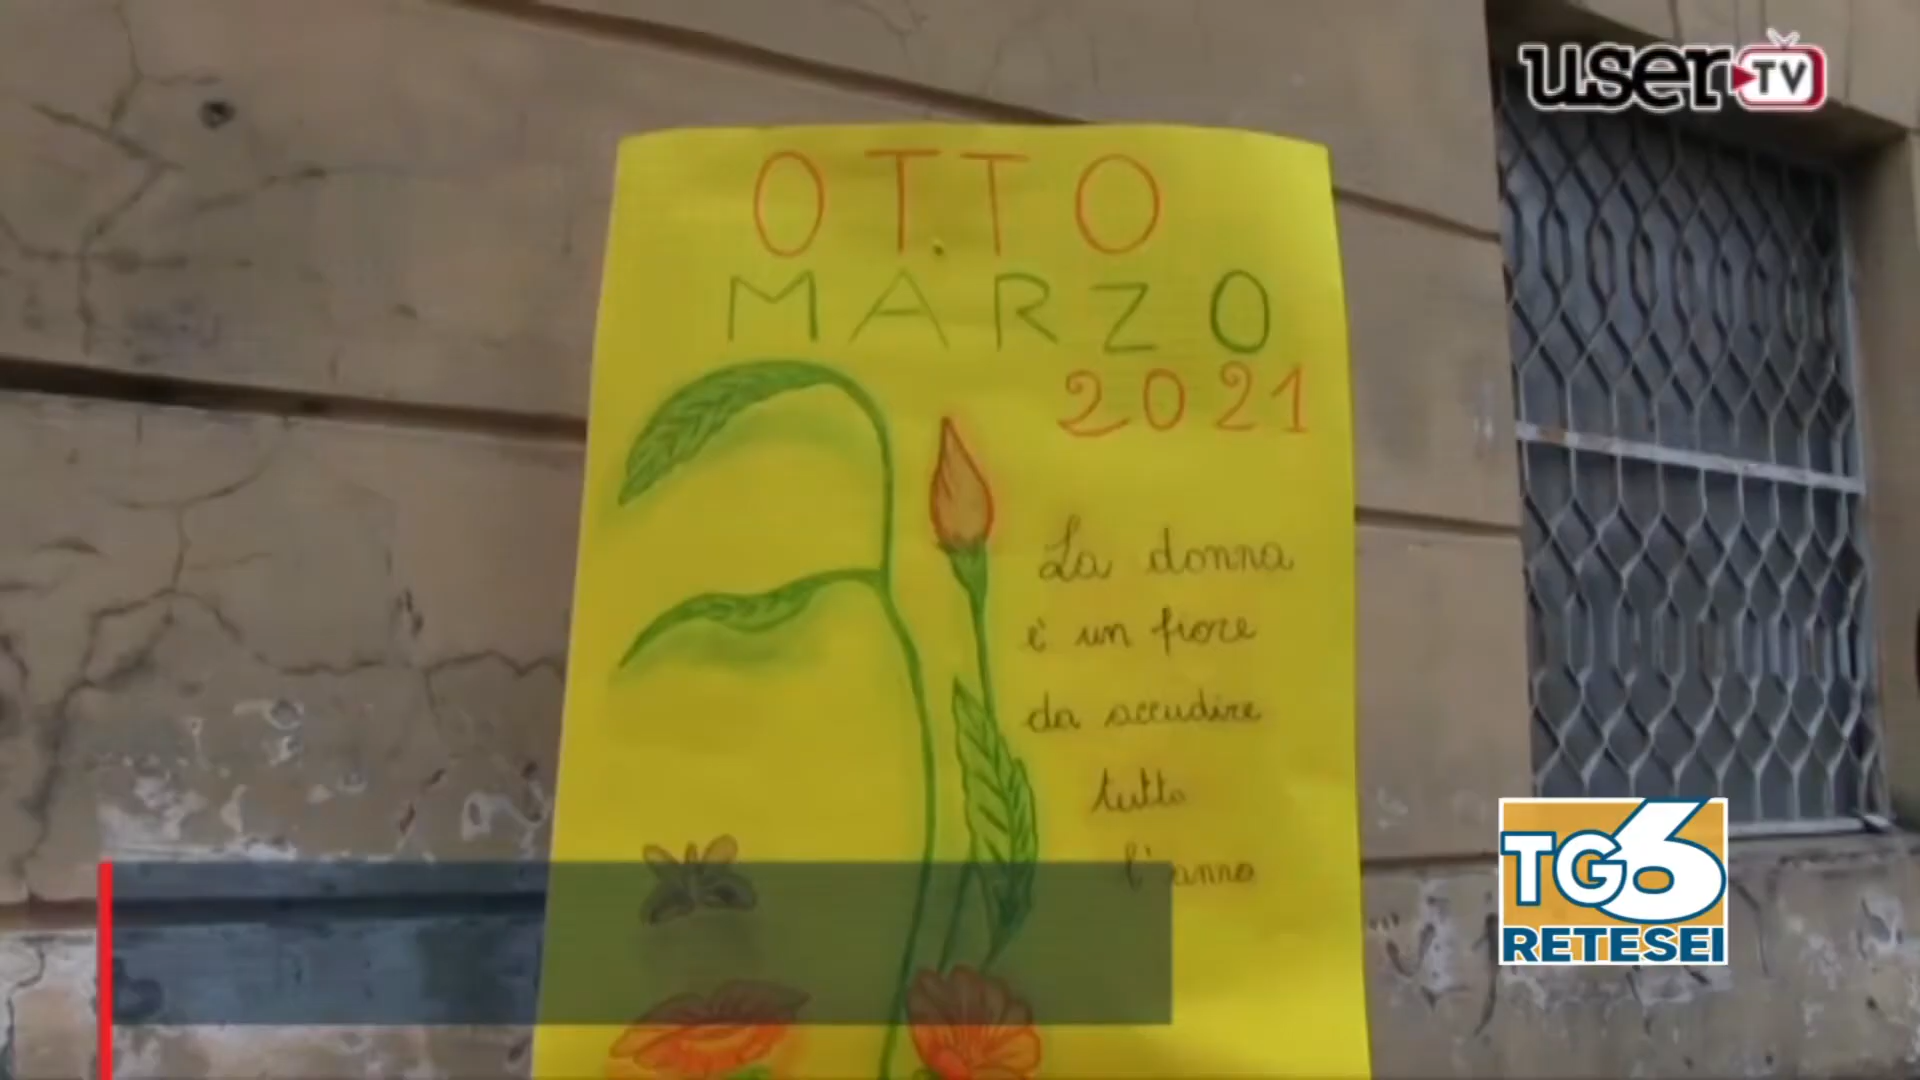 user TV
OTTO
MARZO
2021
La donna
è un fiore
da accudire
tutto
l'anno
TG6
RETESEI